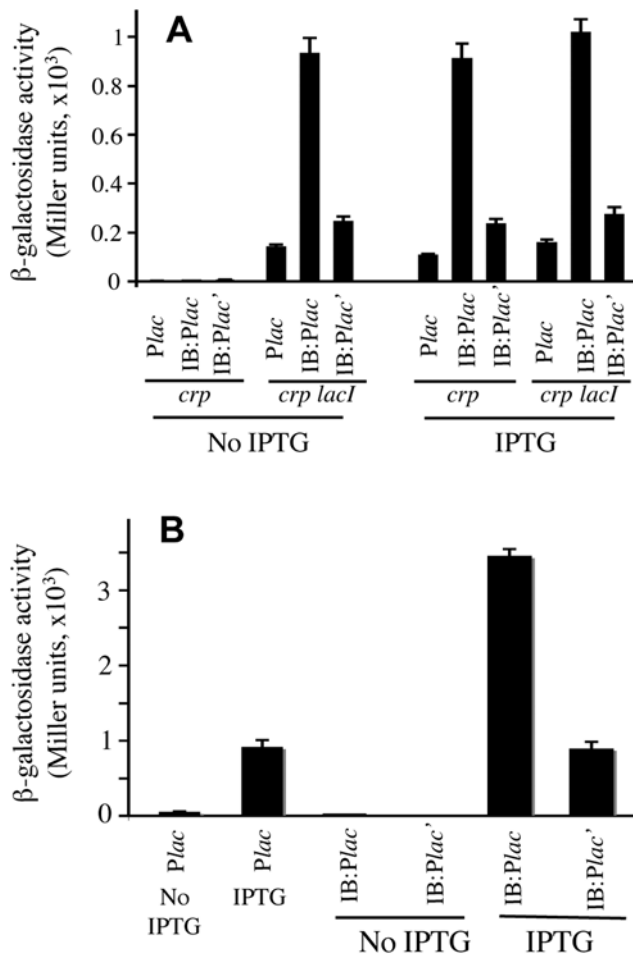 A
β-galactosidase activity
(Miller units, x10³)
1
0.8
0.6
0.4
0.2
0
Plac
IB:Plac
IB:Plac’
Plac
IB:Plac
IB:Plac’
Plac
IB:Plac
IB:Plac’
Plac
IB:Plac
IB:Plac’
crp
crp lacI
crp
crp lacI
No IPTG
IPTG
B
β-galactosidase activity
(Miller units, x10³)
3
2
1
0
Plac
Plac
IB:Plac
IB:Plac’
IB:Plac
IB:Plac’
No
IPTG
IPTG
No IPTG
IPTG